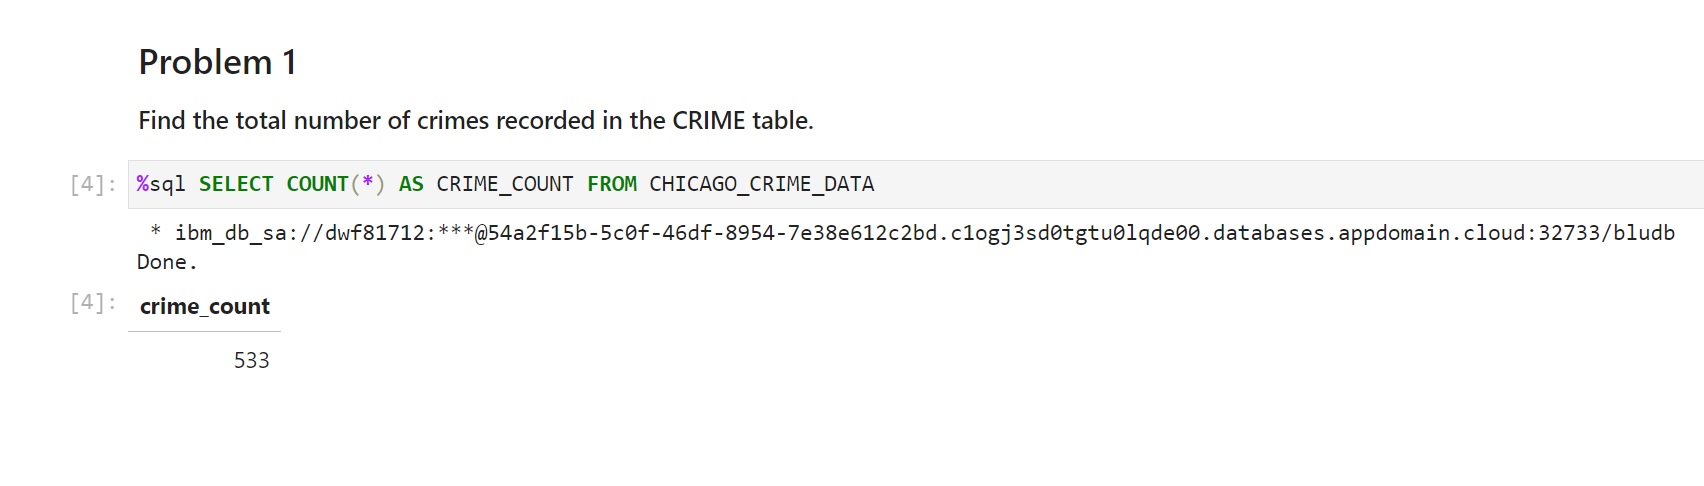 Problem 1
Find the total number of crimes recorded in the CRIME table.
[4]: %sql SELECT COUNT(*) AS CRIME_COUNT FROM CHICAGO_CRIME_DATA
* ibm_db_sa://dwf81712:***@54a2f15b-5c0f-46df-8954-7e38e612c2bd.c1ogj3sd0tgtu0lqde00.databases.appdomain.cloud:32733/bludb
Done.
[4]: crime_count
533